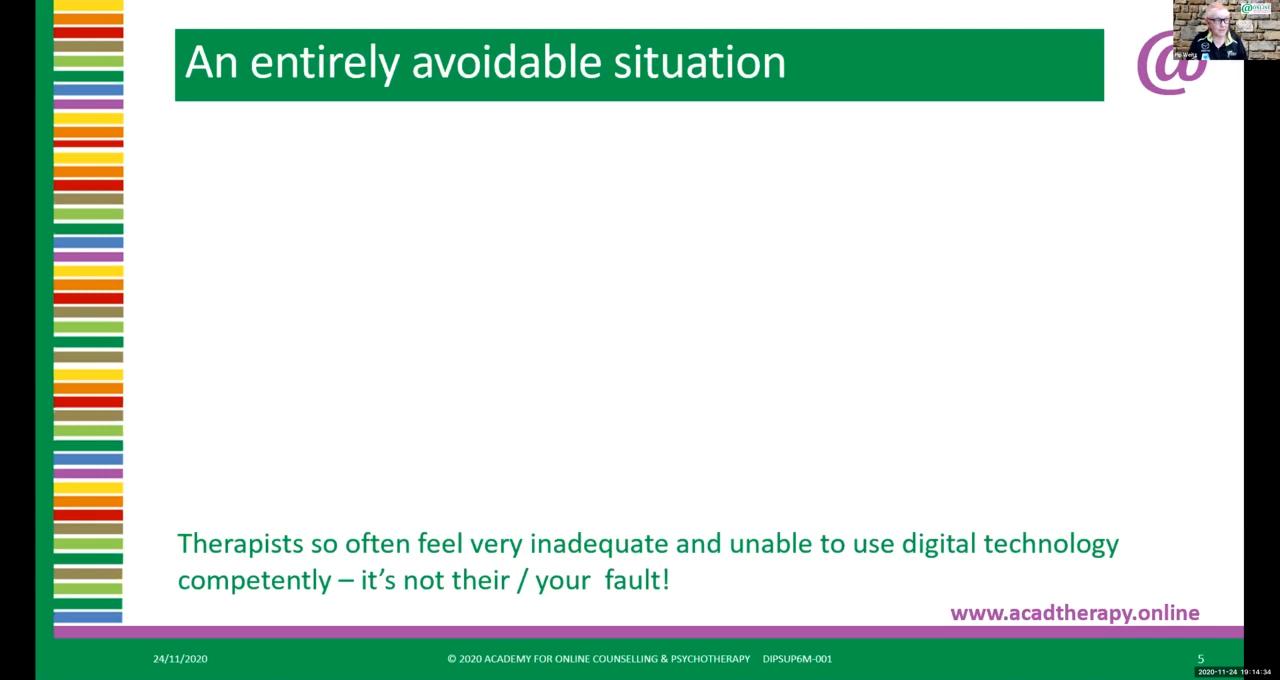 An entirely avoidable situation
@
@ONLINE
Therapists so often feel very inadequate and unable to use digital technology
competently – it’s not their / your  fault!
www.acadtherapy.online
24/11/2020
© 2020 ACADEMY FOR ONLINE COUNSELLING & PSYCHOTHERAPY DIPSUP6M-001
5
2020-11-24 19:14:34